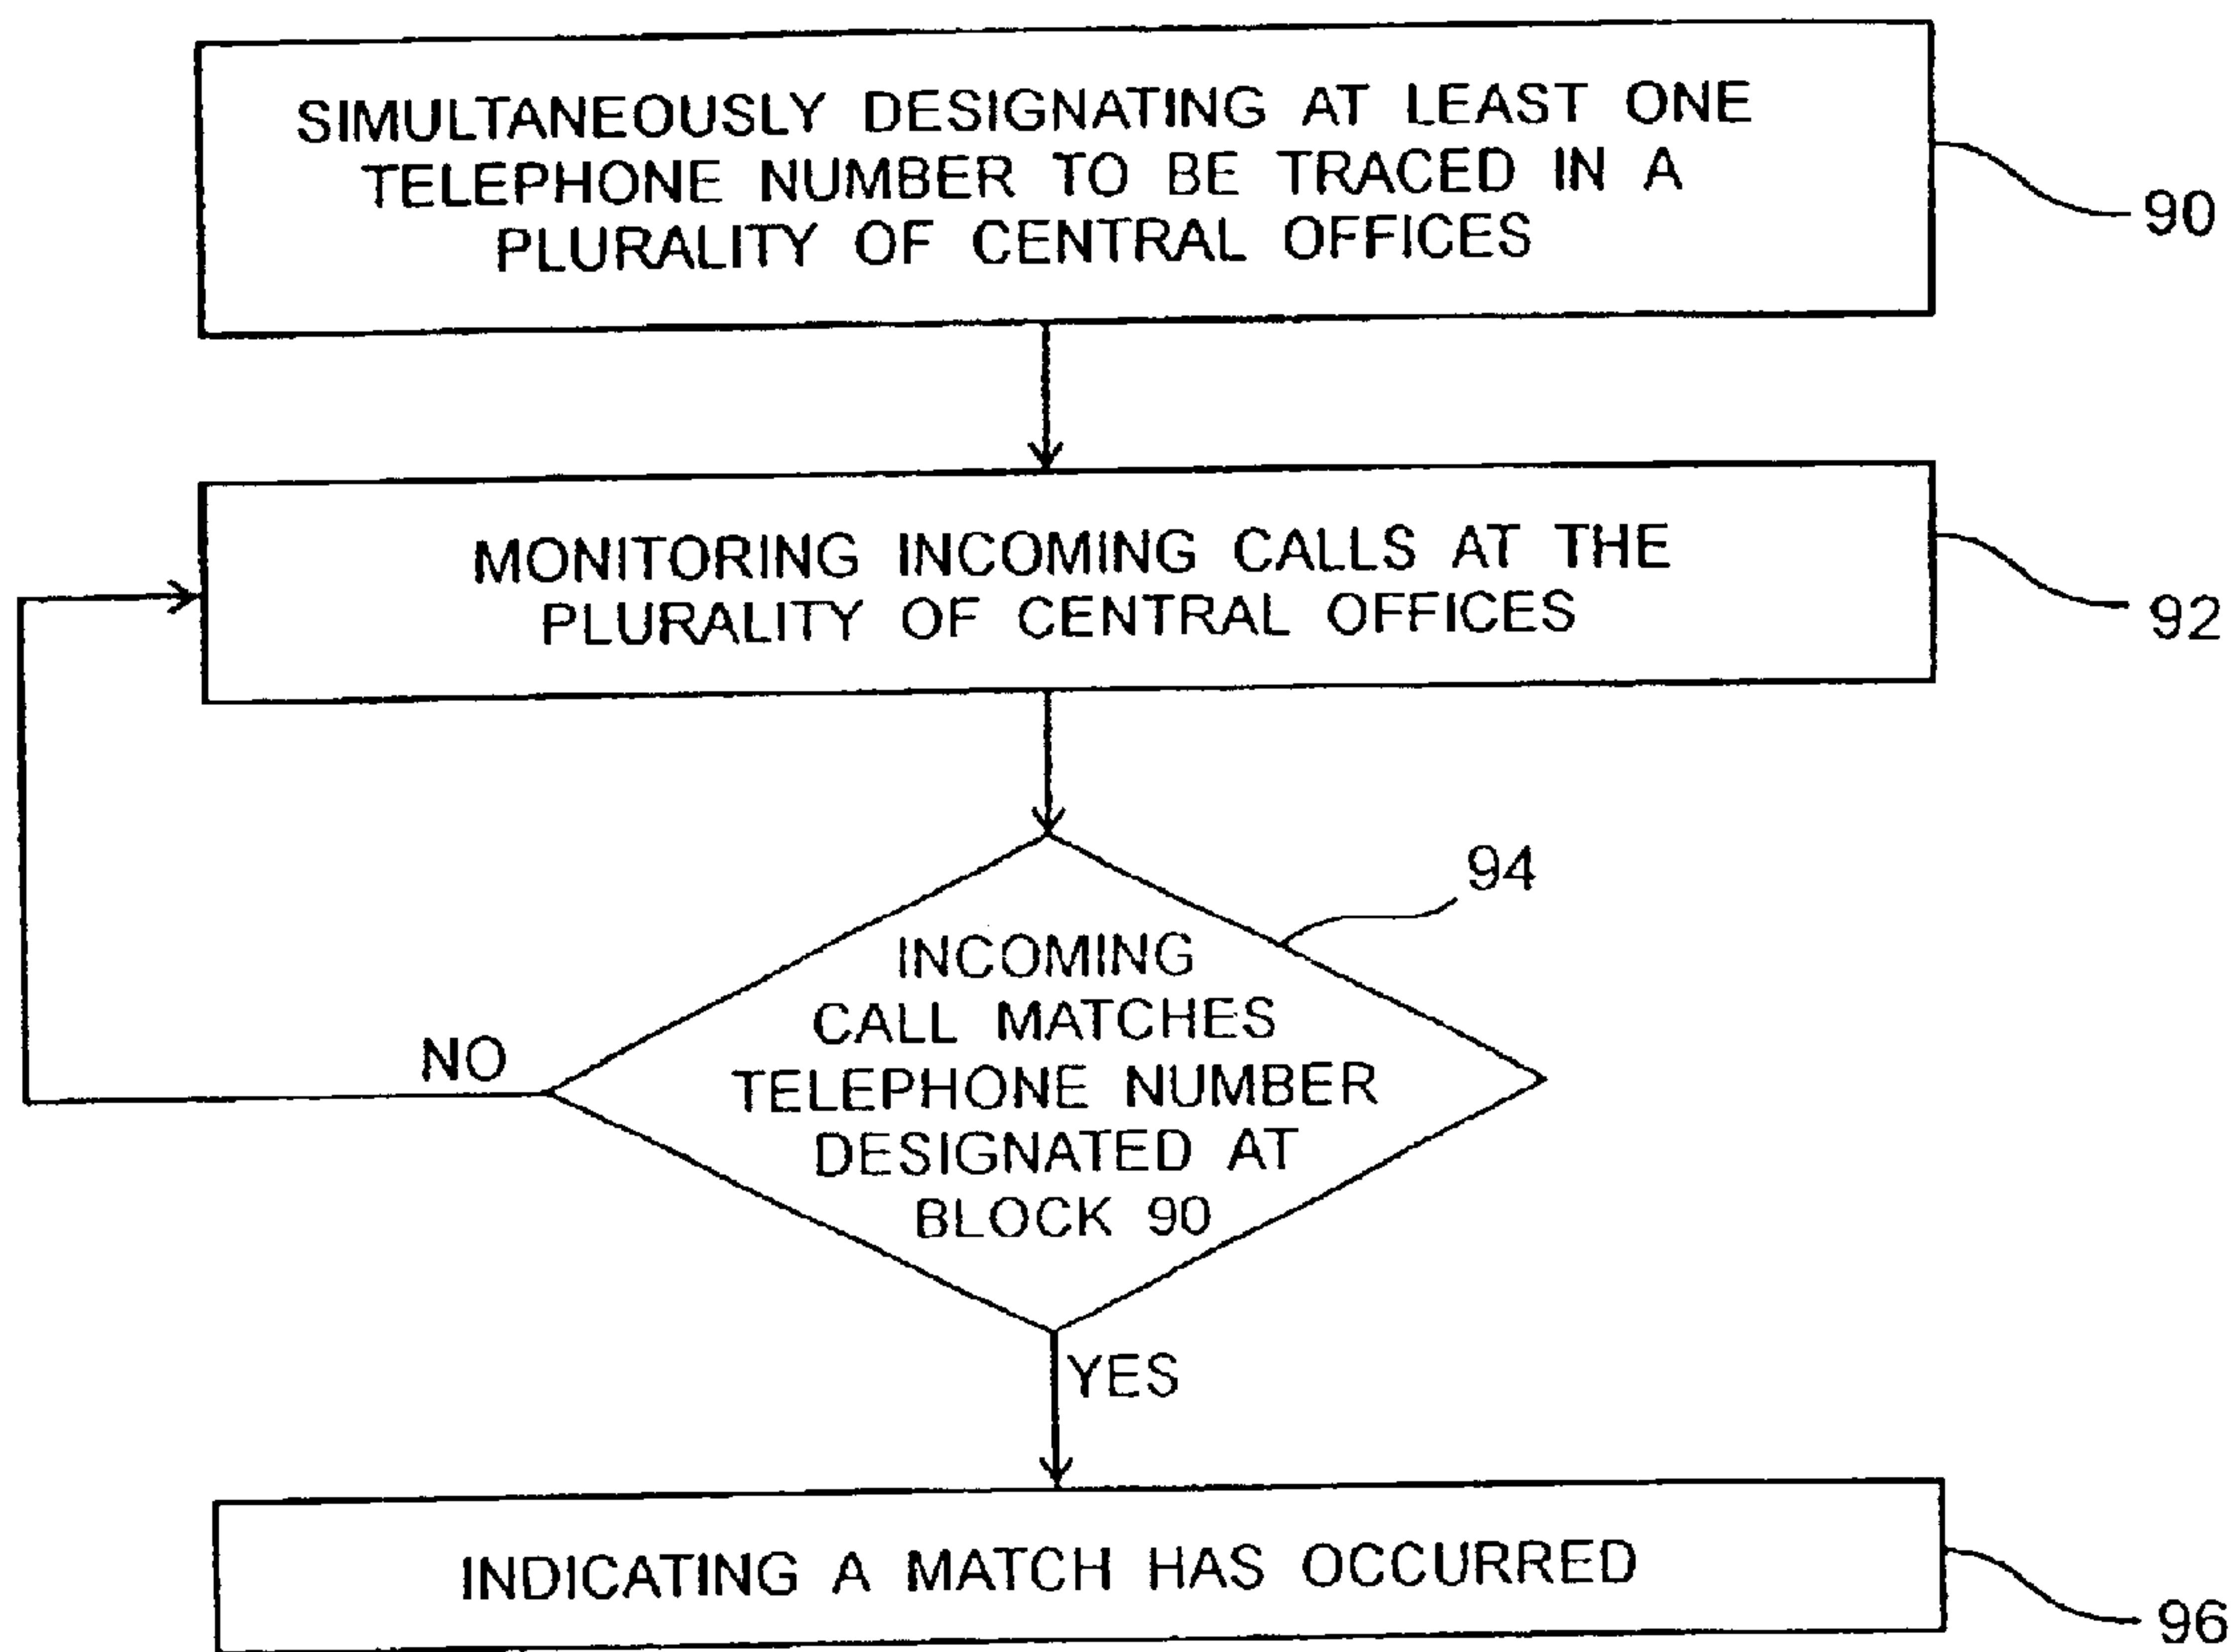 SIMULTANEOUSLY DESIGNATING AT LEAST ONE
TELEPHONE NUMBER TO BE TRACED IN A
PLURALITY OF CENTRAL OFFICES
90
MONITORING INCOMING CALLS AT THE
PLURALITY OF CENTRAL OFFICES
92
94
INCOMING
CALL MATCHES
TELEPHONE NUMBER
DESIGNATED AT
BLOCK 90
NO
YES
INDICATING A MATCH HAS OCCURRED
96